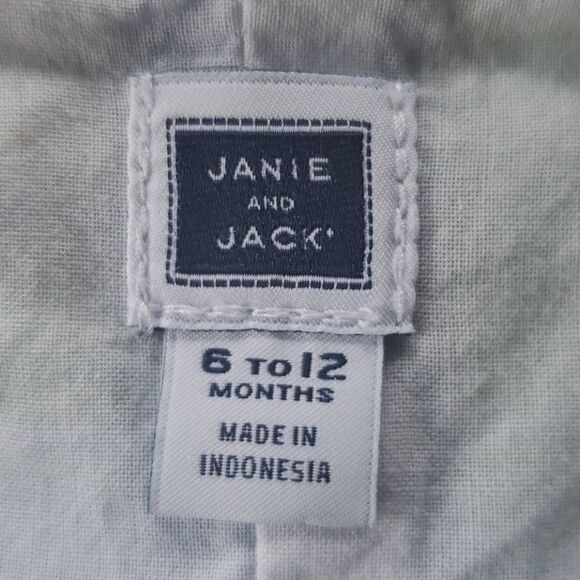 JANIE
AND
JACK
6 TO 12
MONTHS
MADE IN
INDONESIA